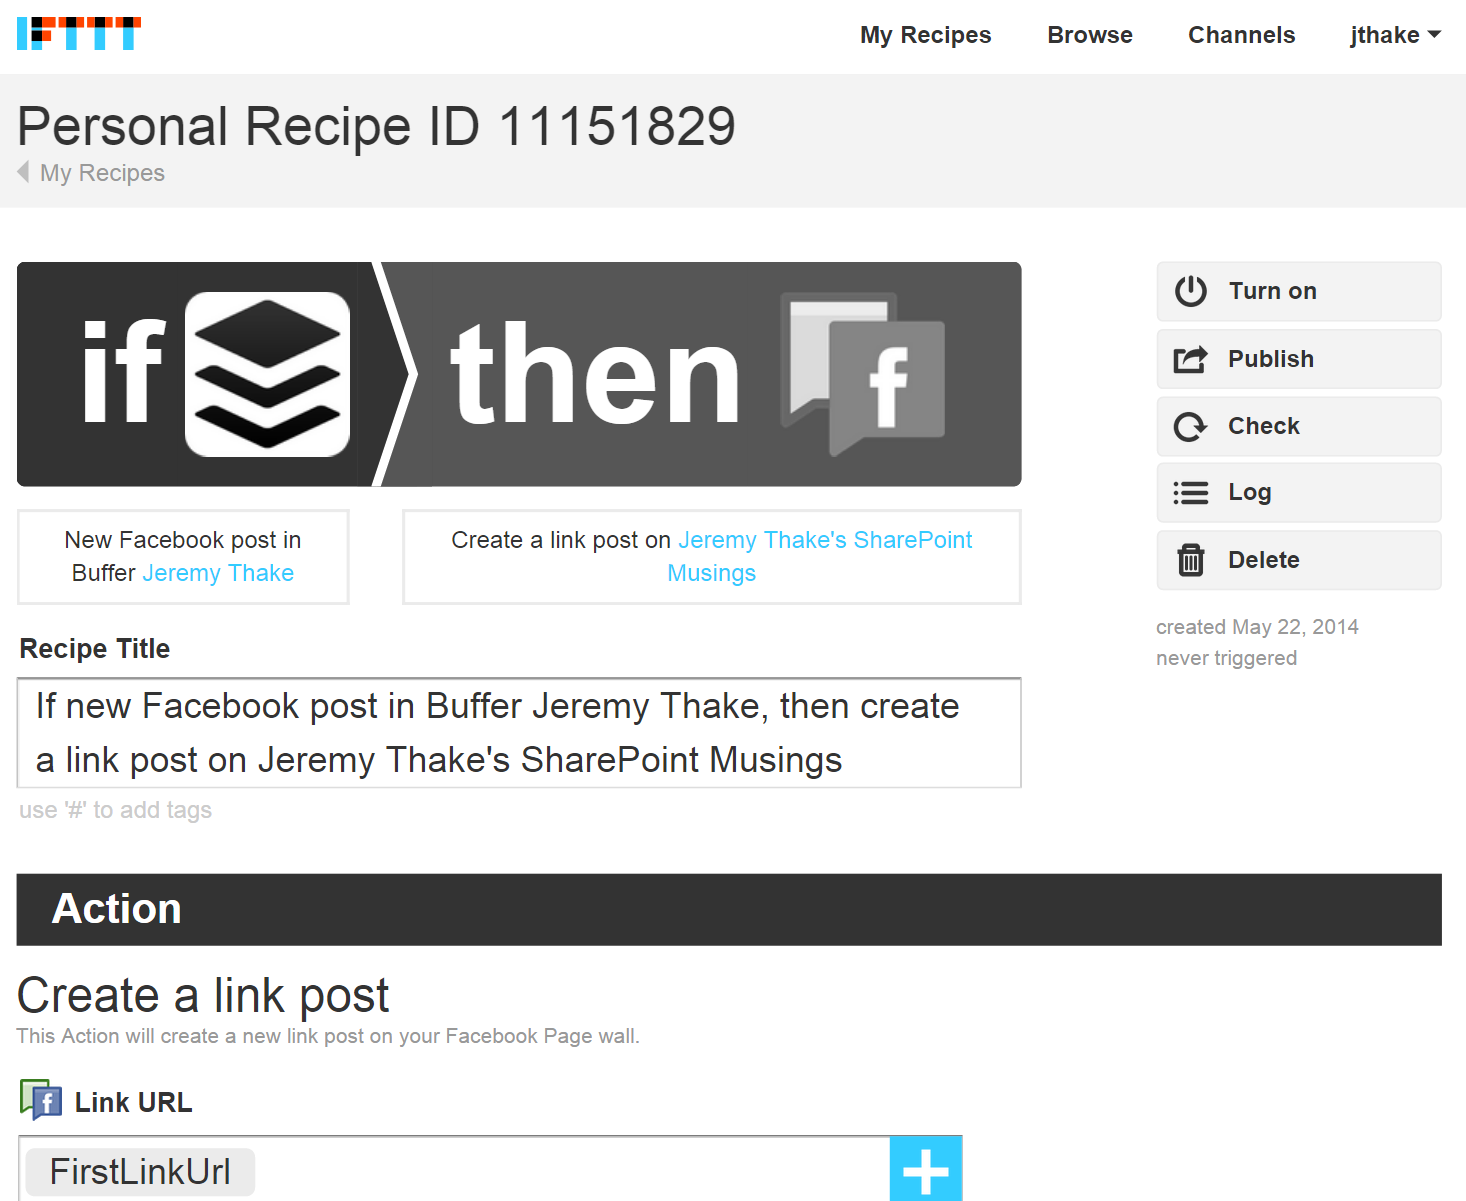 IFTTT
My Recipes Browse Channels jthake
Personal Recipe ID 11151829
My Recipes
if then
New Facebook post in
Buffer Jeremy Thake
Create a link post on Jeremy Thake's SharePoint
Musings
Turn on
Publish
Check
Log
Delete
created May 22, 2014
never triggered
Recipe Title
If new Facebook post in Buffer Jeremy Thake, then create
a link post on Jeremy Thake's SharePoint Musings
use '#' to add tags
Action
Create a link post
This Action will create a new link post on your Facebook Page wall.
Link URL
FirstLinkUrl